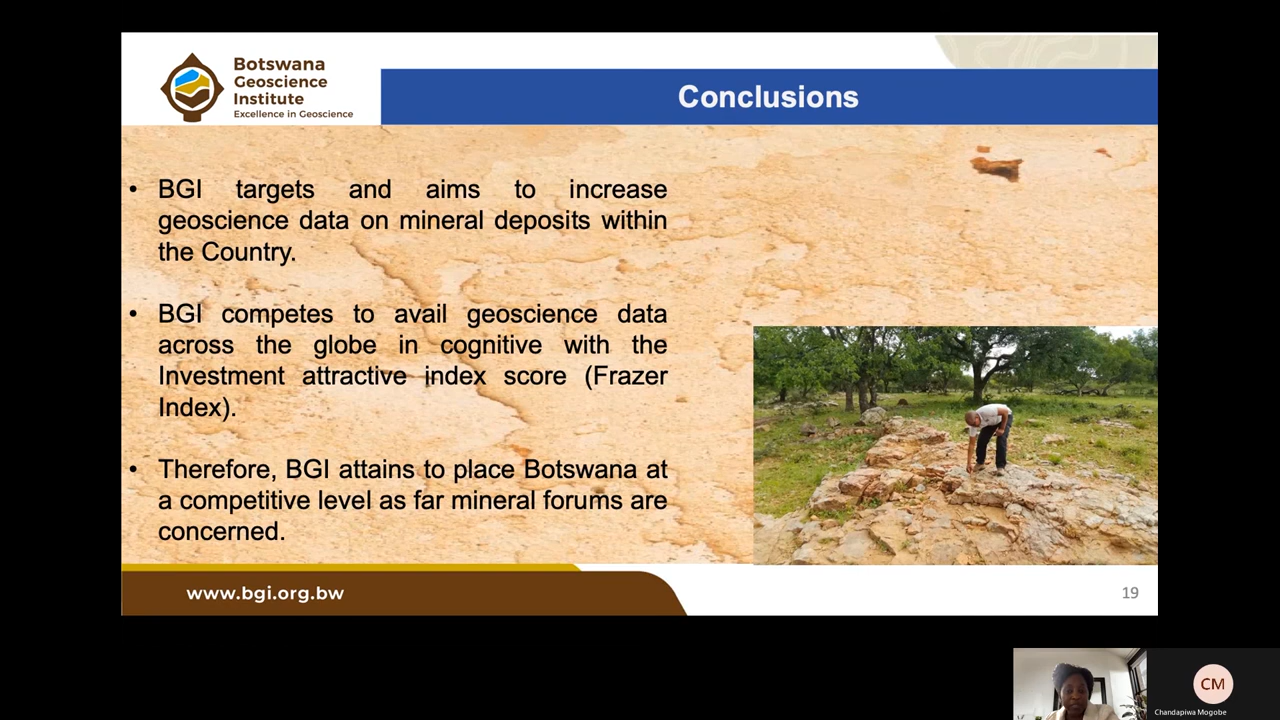 Botswana
Geoscience
Institute
Excellence in Geoscience
Conclusions
• BGI targets and aims to increase
geoscience data on mineral deposits within
the Country.
• BGI competes to avail geoscience data
across the globe in cognitive with the
Investment attractive index score (Frazer
Index).
• Therefore, BGI attains to place Botswana at
a competitive level as far mineral forums are
concerned.
www.bgi.org.bw
19
CM
Chandapiwa Mogobe